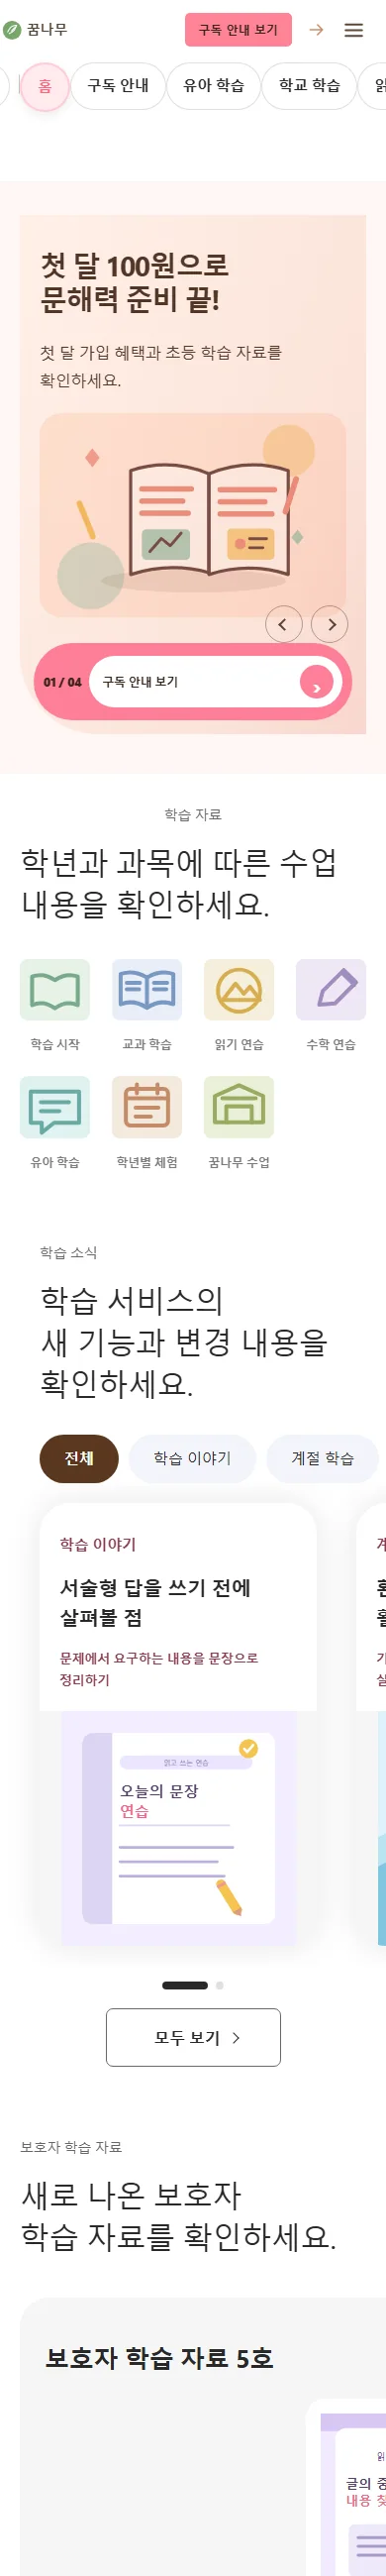 꿈나무
구독 안내 보기
홈
구독 안내
유아 학습
학교 학습
첫 달 100원으로
문해력 준비 끝!
첫 달 가입 혜택과 초등 학습 자료를
확인하세요.
01 / 04
구독 안내 보기
학습 자료
학년과 과목에 따른 수업
내용을 확인하세요.
학습 시작
교과 학습
읽기 연습
수학 연습
유아 학습
학년별 체험
꿈나무 수업
학습 소식
학습 서비스의
새 기능과 변경 내용을
확인하세요.
전체
학습 이야기
계절 학습
학습 이야기
서술형 답을 쓰기 전에
살펴볼 점
문제에서 요구하는 내용을 문장으로
정리하기
읽고 쓰는 연습
오늘의 문장
연습
모두 보기
보호자 학습 자료
새로 나온 보호자
학습 자료를 확인하세요.
보호자 학습 자료 5호
글의 중
내용 찾